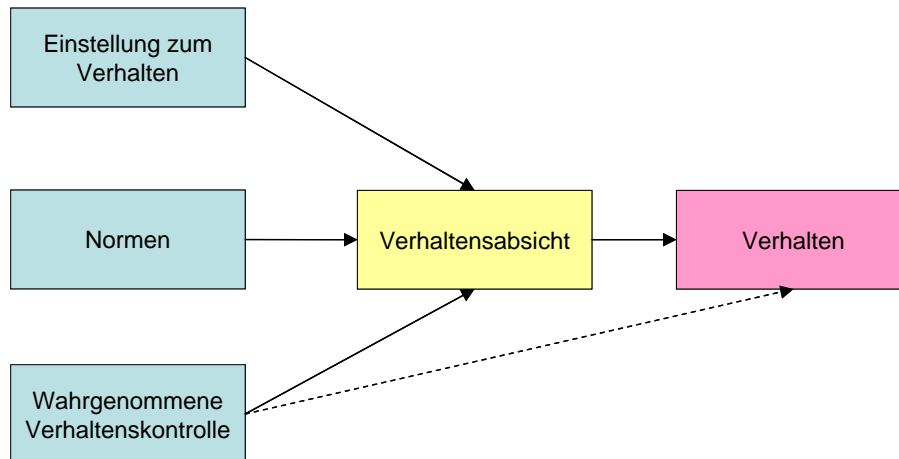 Einstellung zum
Verhalten
Normen
Verhaltensabsicht
Verhalten
Wahrgenommene
Verhaltenskontrolle